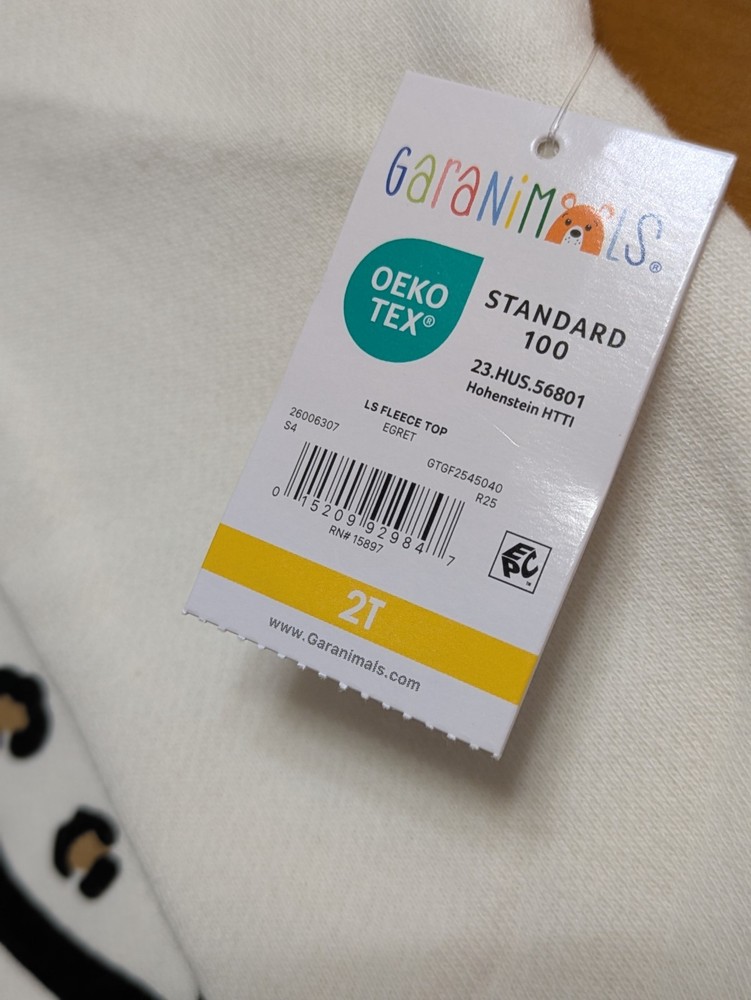 GaraNiMaLS®
OEKO
TEX®
STANDARD
100
23.HUS.56801
Hohenstein HTTI
LS FLEECE TOP
EGRET
26006307
S4
GTGF2545040
R25
0 15209 92984 7
RN# 15897
EPC™
2T
www.Garanimals.com